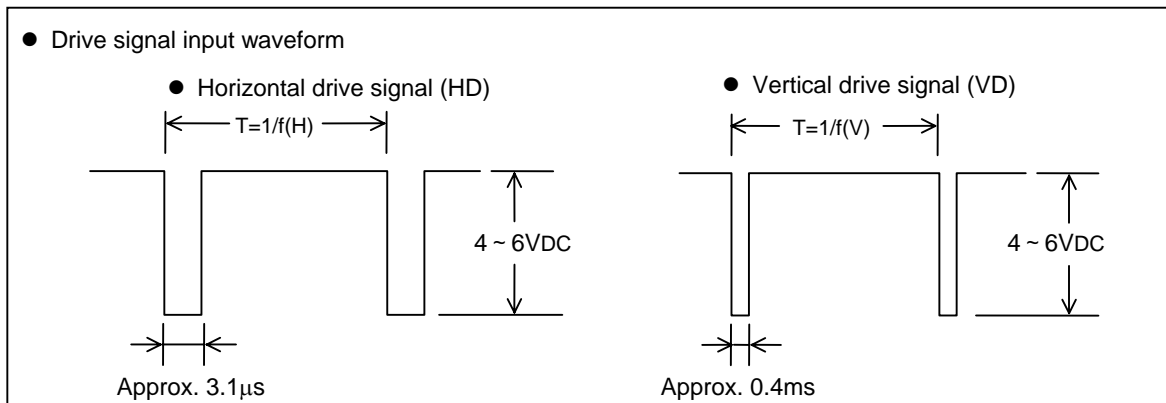 ● Drive signal input waveform
● Horizontal drive signal (HD)
T=1/f(H)
4 ~ 6VDC
Approx. 3.1μs
● Vertical drive signal (VD)
T=1/f(V)
4 ~ 6VDC
Approx. 0.4ms